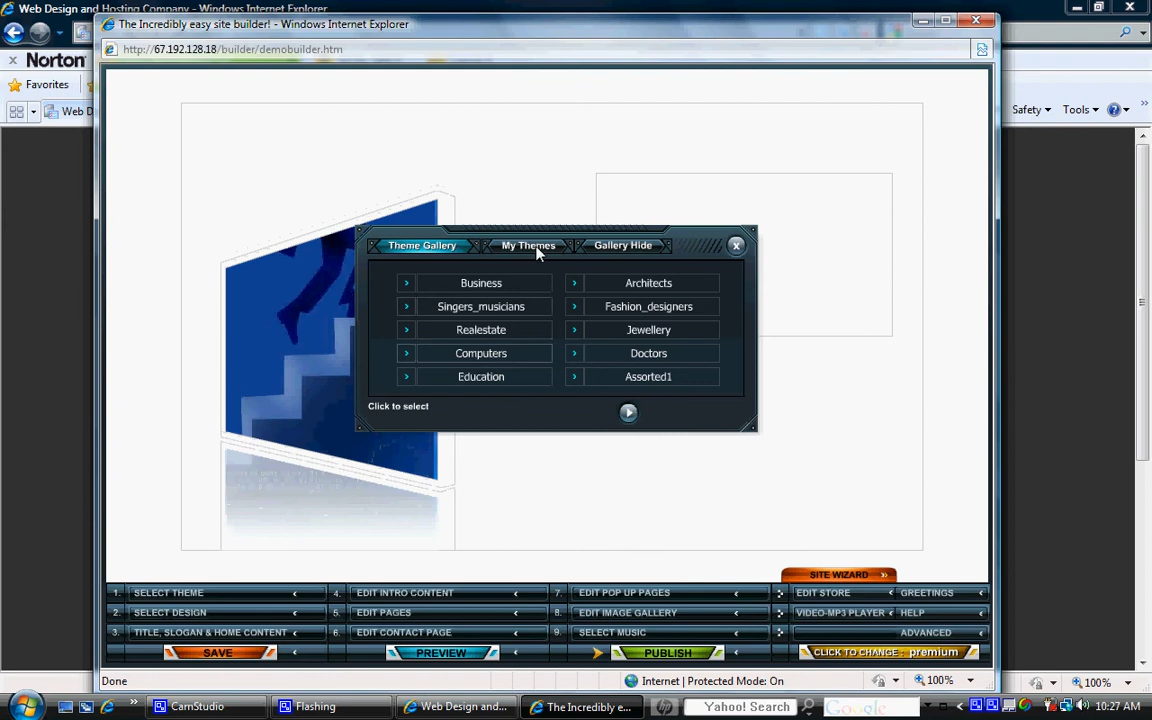 Web Design and Hosting Company - Windows Internet Explorer
The Incredibly easy site builder! - Windows Internet Explorer
http://67.192.128.18/builder/demobuilder.htm
Norton
Favorites
Web D
Safety
Tools
Theme Gallery
My Themes
Gallery Hide
Business
Architects
Singers_musicians
Fashion_designers
Realestate
Jewellery
Computers
Doctors
Education
Assorted1
Click to select
SITE WIZARD
1. SELECT THEME
4. EDIT INTRO CONTENT
7. EDIT POP UP PAGES
EDIT STORE
GREETINGS
2. SELECT DESIGN
5. EDIT PAGES
8. EDIT IMAGE GALLERY
VIDEO-MP3 PLAYER
HELP
3. TITLE, SLOGAN & HOME CONTENT
6. EDIT CONTACT PAGE
9. SELECT MUSIC
ADVANCED
SAVE
PREVIEW
PUBLISH
CLICK TO CHANGE : premium
Done
Internet | Protected Mode: On
100%
100%
CamStudio
Flashing
Web Design and...
The Incredibly e...
hp
Yahoo! Search
Google
10:27 AM